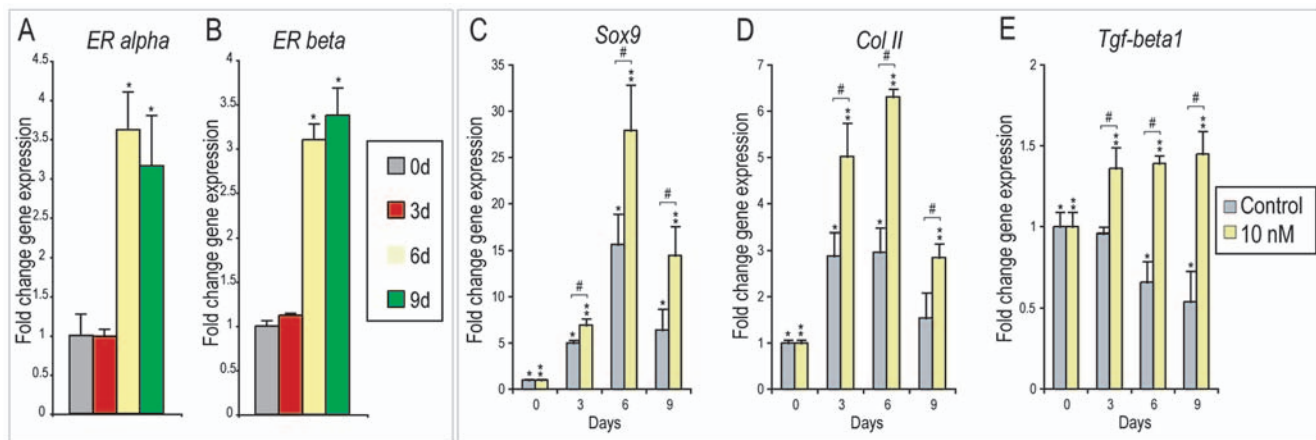 A
ER alpha
Fold change gene expression
4.5
4
3.5
3
2.5
2
1.5
1
0.5
0
*
*
B
ER beta
Fold change gene expression
4
3.5
3
2.5
2
1.5
1
0.5
0
*
*
0d
3d
6d
9d
C
Sox9
Fold change gene expression
35
30
25
20
15
10
5
0
* **
# * **
# * **
# * **
0 3 6 9
Days
D
Col II
Fold change gene expression
7
6
5
4
3
2
1
0
* **
# * **
# * **
# **
0 3 6 9
Days
E
Tgf-beta1
Fold change gene expression
2
1.5
1
0.5
0
* **
# **
# * **
# * **
0 3 6 9
Days
Control
10 nM